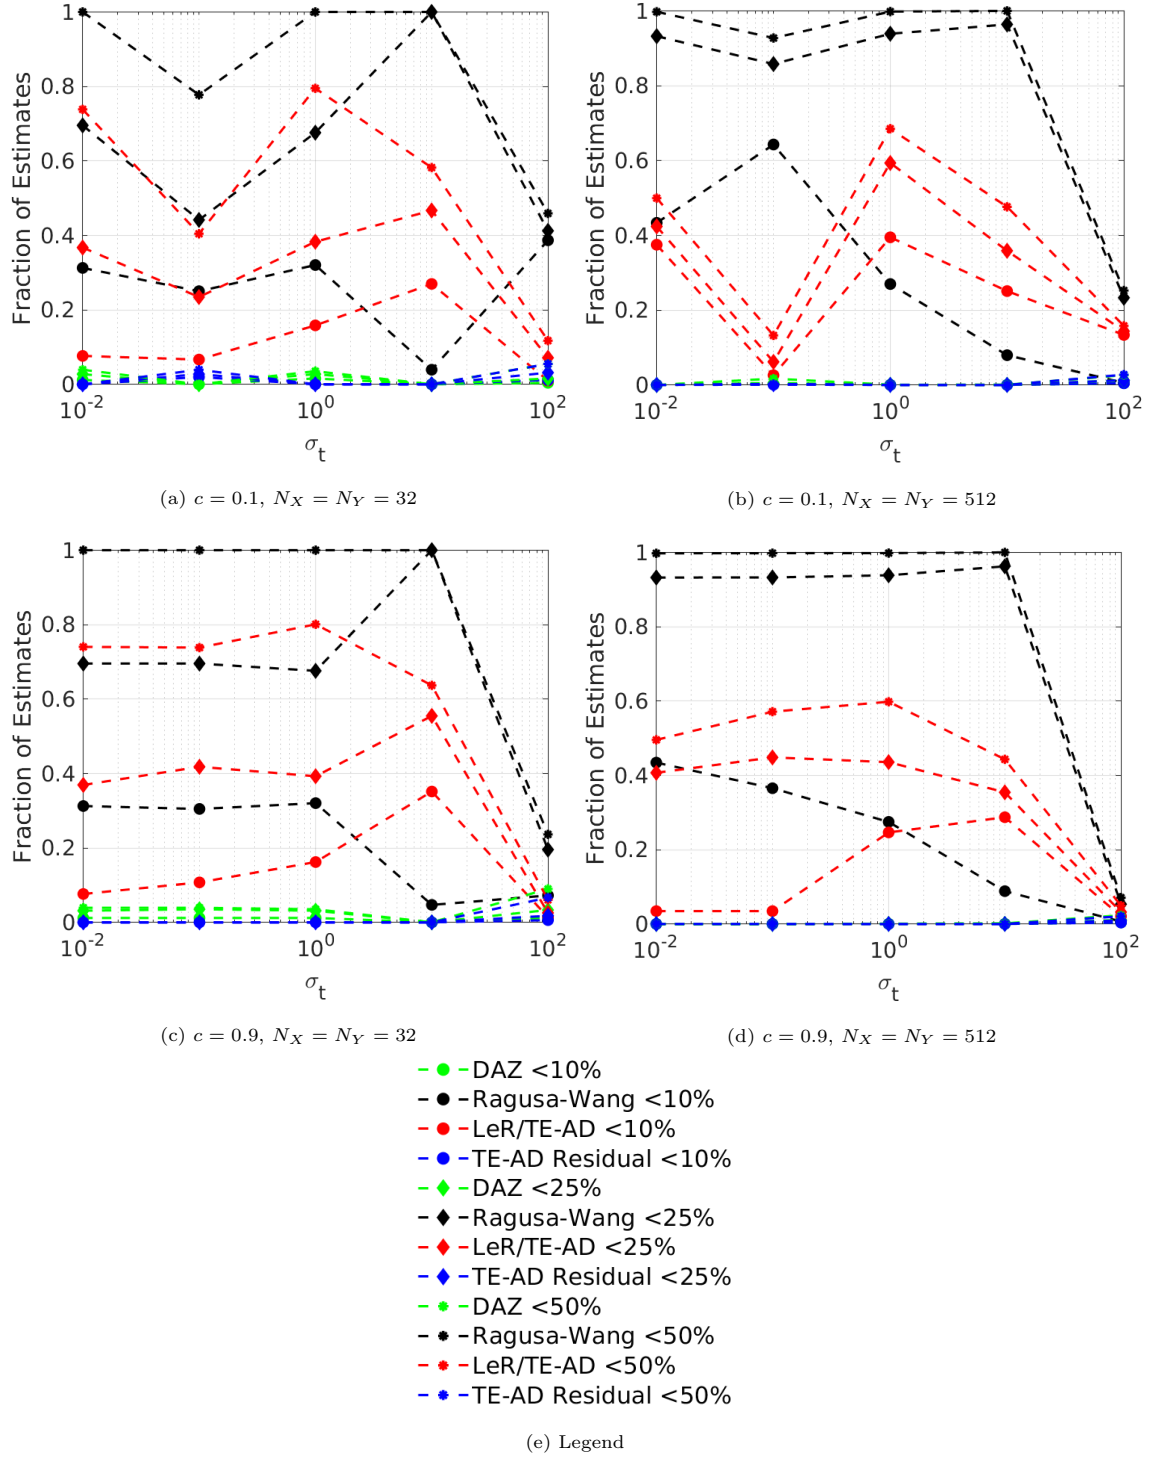 Fraction of Estimates
1
0.8
0.6
0.4
0.2
0
10-2
100
102
σt
(a) c = 0.1, NX = NY = 32
Fraction of Estimates
1
0.8
0.6
0.4
0.2
0
10-2
100
102
σt
(b) c = 0.1, NX = NY = 512
Fraction of Estimates
1
0.8
0.6
0.4
0.2
0
10-2
100
102
σt
(c) c = 0.9, NX = NY = 32
Fraction of Estimates
1
0.8
0.6
0.4
0.2
0
10-2
100
102
σt
(d) c = 0.9, NX = NY = 512
DAZ <10%
Ragusa-Wang <10%
LeR/TE-AD <10%
TE-AD Residual <10%
DAZ <25%
Ragusa-Wang <25%
LeR/TE-AD <25%
TE-AD Residual <25%
DAZ <50%
Ragusa-Wang <50%
LeR/TE-AD <50%
TE-AD Residual <50%
(e) Legend